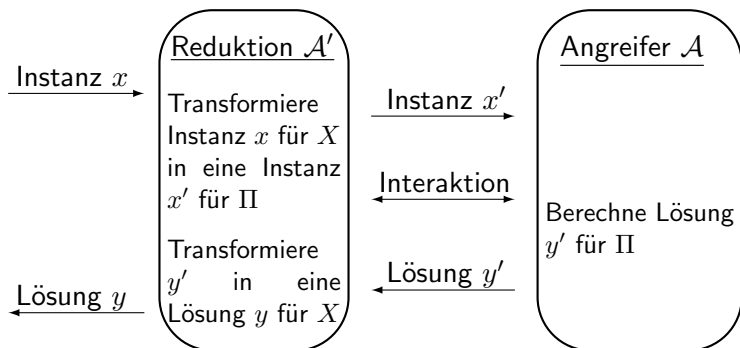 Instanz x
Lösung y
Reduktion 𝒜′
Transformiere
Instanz x für X
in eine Instanz
x′ für Π
Transformiere
y′ in eine
Lösung y für X
Instanz x′
Interaktion
Lösung y′
Angreifer 𝒜
Berechne Lösung
y′ für Π